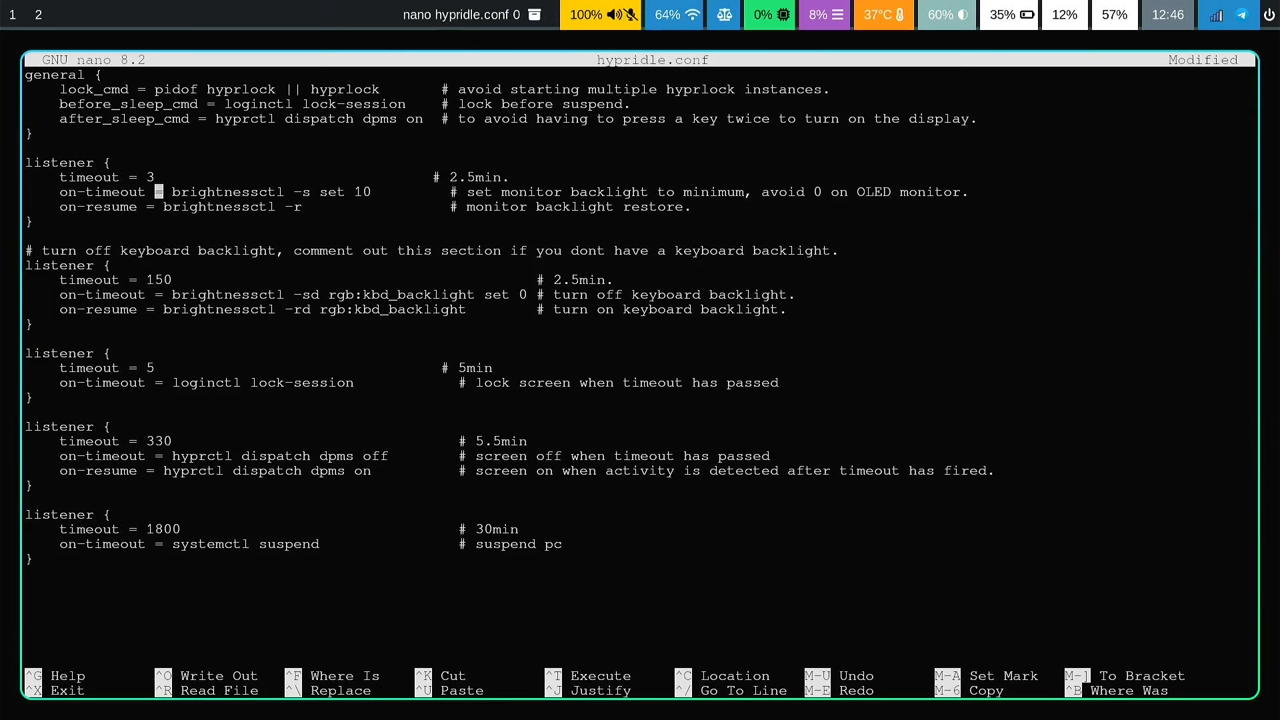 1 2 nano hypridle.conf 0 100% 64% 0% 8% 37°C 60% 35% 12% 57% 12:46
GNU nano 8.2 hypridle.conf Modified
general {
    lock_cmd = pidof hyprlock || hyprlock       # avoid starting multiple hyprlock instances.
    before_sleep_cmd = loginctl lock-session    # lock before suspend.
    after_sleep_cmd = hyprctl dispatch dpms on  # to avoid having to press a key twice to turn on the display.
}
listener {
    timeout = 3                                # 2.5min.
    on-timeout = brightnessctl -s set 10         # set monitor backlight to minimum, avoid 0 on OLED monitor.
    on-resume = brightnessctl -r                 # monitor backlight restore.
}
# turn off keyboard backlight, comment out this section if you dont have a keyboard backlight.
listener {
    timeout = 150                                          # 2.5min.
    on-timeout = brightnessctl -sd rgb:kbd_backlight set 0 # turn off keyboard backlight.
    on-resume = brightnessctl -rd rgb:kbd_backlight        # turn on keyboard backlight.
}
listener {
    timeout = 5                                 # 5min
    on-timeout = loginctl lock-session            # lock screen when timeout has passed
}
listener {
    timeout = 330                                 # 5.5min
    on-timeout = hyprctl dispatch dpms off        # screen off when timeout has passed
    on-resume = hyprctl dispatch dpms on          # screen on when activity is detected after timeout has fired.
}
listener {
    timeout = 1800                                # 30min
    on-timeout = systemctl suspend                # suspend pc
}
^G Help ^O Write Out ^F Where Is ^K Cut ^T Execute ^C Location M-U Undo M-A Set Mark M-] To Bracket
^X Exit ^R Read File ^\ Replace ^U Paste ^J Justify ^/ Go To Line M-E Redo M-6 Copy ^B Where Was